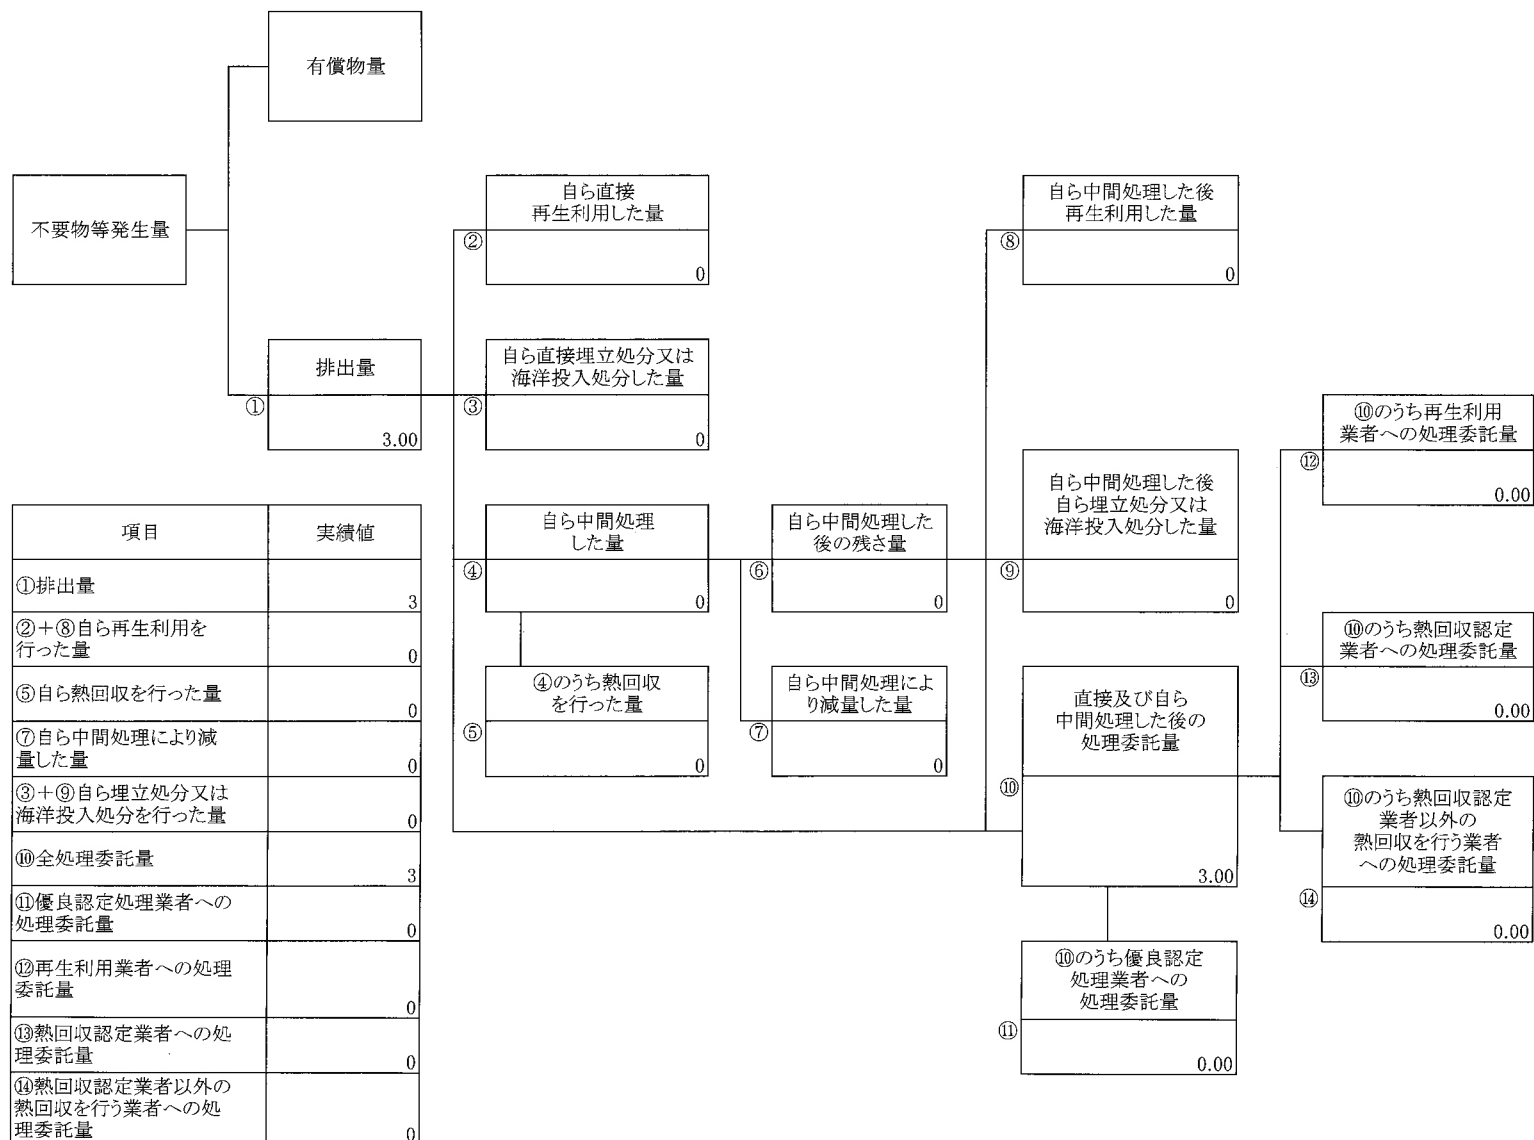 有償物量
不要物等発生量
自ら直接
再生利用した量
②
0
自ら中間処理した後
再生利用した量
⑧
0
排出量
①
3.00
自ら直接埋立処分又は
海洋投入処分した量
③
0
⑩のうち再生利用
業者への処理委託量
⑫
0.00
自ら中間処理
した量
④
0
自ら中間処理した
後の残さ量
⑥
0
自ら中間処理した後
自ら埋立処分又は
海洋投入処分した量
⑨
0
⑩のうち熱回収認定
業者への処理委託量
⑬
0.00
④のうち熱回収
を行った量
⑤
0
自ら中間処理によ
り減量した量
⑦
0
直接及び自ら
中間処理した後の
処理委託量
⑩
3.00
⑩のうち熱回収認定
業者以外の
熱回収を行う業者
への処理委託量
⑭
0.00
⑩のうち優良認定
処理業者への
処理委託量
⑪
0.00
項目 実績値
①排出量
3
②+⑧自ら再生利用を
行った量
0
⑤自ら熱回収を行った量
0
⑦自ら中間処理により減
量した量
0
③+⑨自ら埋立処分又は
海洋投入処分を行った量
0
⑩全処理委託量
3
⑪優良認定処理業者への
処理委託量
0
⑫再生利用業者への処理
委託量
0
⑬熱回収認定業者への処
理委託量
0
⑭熱回収認定業者以外の
熱回収を行う業者への処
理委託量
0